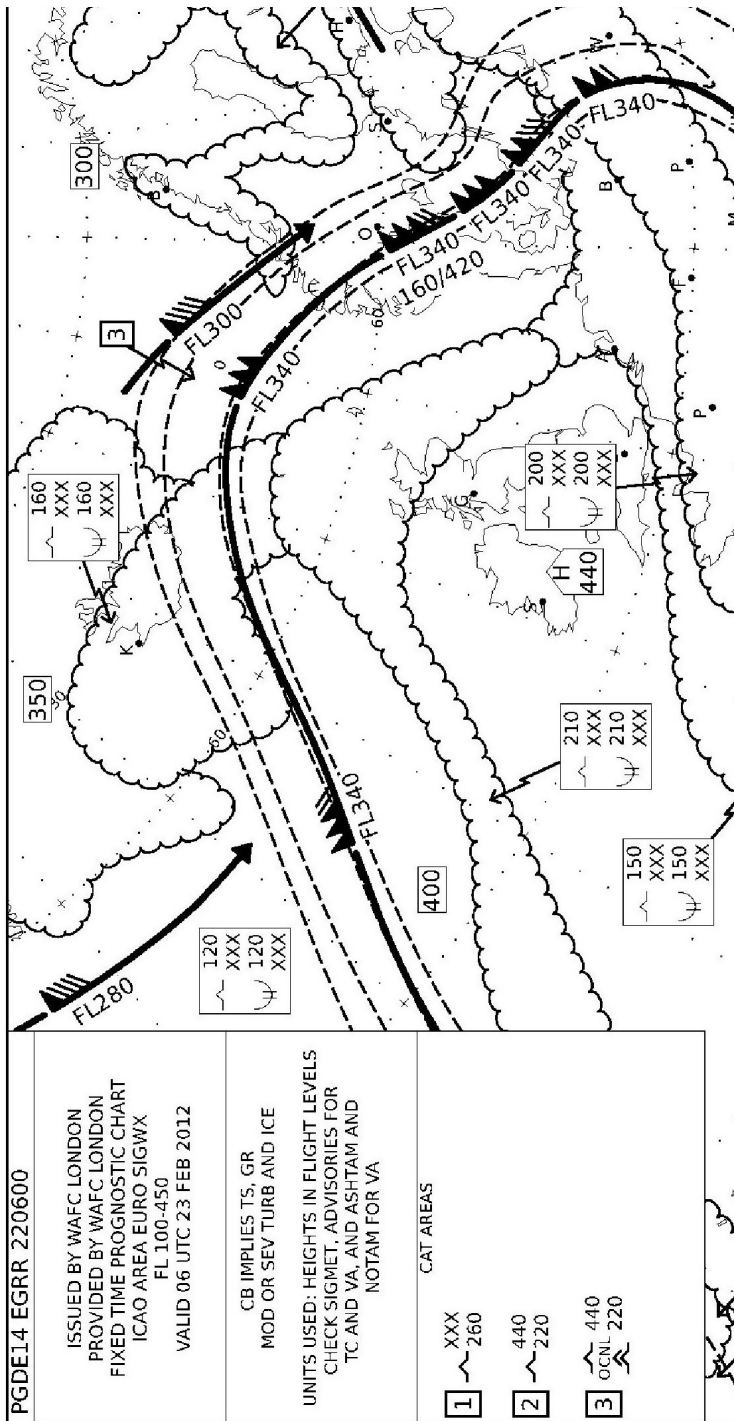 PGDE14 EGRR 220600
ISSUED BY WAFC LONDON
PROVIDED BY WAFC LONDON
FIXED TIME PROGNOSTIC CHART
ICAO AREA EURO SIGWX
FL 100-450
VALID 06 UTC 23 FEB 2012
CB IMPLIES TS, GR
MOD OR SEV TURB AND ICE
UNITS USED: HEIGHTS IN FLIGHT LEVELS
CHECK SIGMET, ADVISORIES FOR
TC AND VA, AND ASHTAM AND
NOTAM FOR VA
CAT AREAS
1
XXX
260
2
440
220
3
OCNL
440
220
FL280
120
XXX
120
XXX
350
160
XXX
160
XXX
K
60
FL340
400
210
XXX
210
XXX
150
XXX
150
XXX
H
440
200
XXX
200
XXX
G
P
3
FL300
300
0
FL340
60
O
FL340
160/420
FL340
FL340
FL340
B
S
H
B
P
F
M